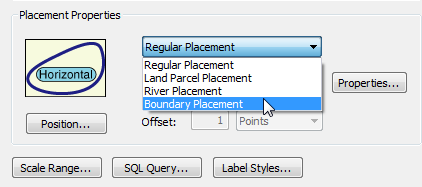 Placement Properties
Horizontal
Regular Placement
Regular Placement
Land Parcel Placement
River Placement
Boundary Placement
Properties...
Position...
Offset: 1 Points
Scale Range... SQL Query... Label Styles...